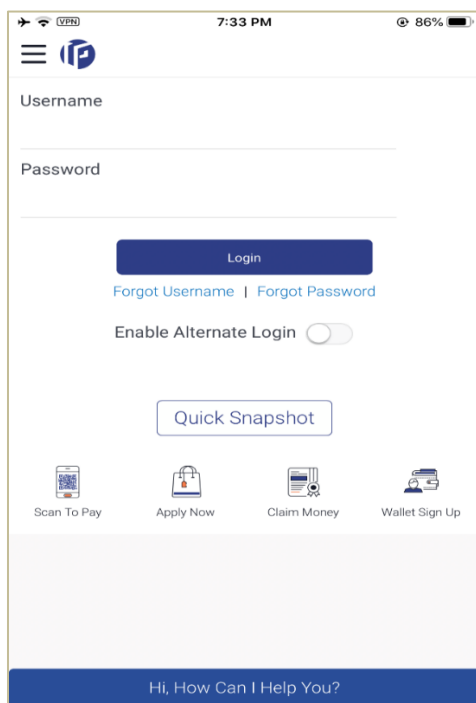 VPN 7:33 PM 86%
Username
Password
Login
Forgot Username | Forgot Password
Enable Alternate Login
Quick Snapshot
Scan To Pay Apply Now Claim Money Wallet Sign Up
Hi, How Can I Help You?